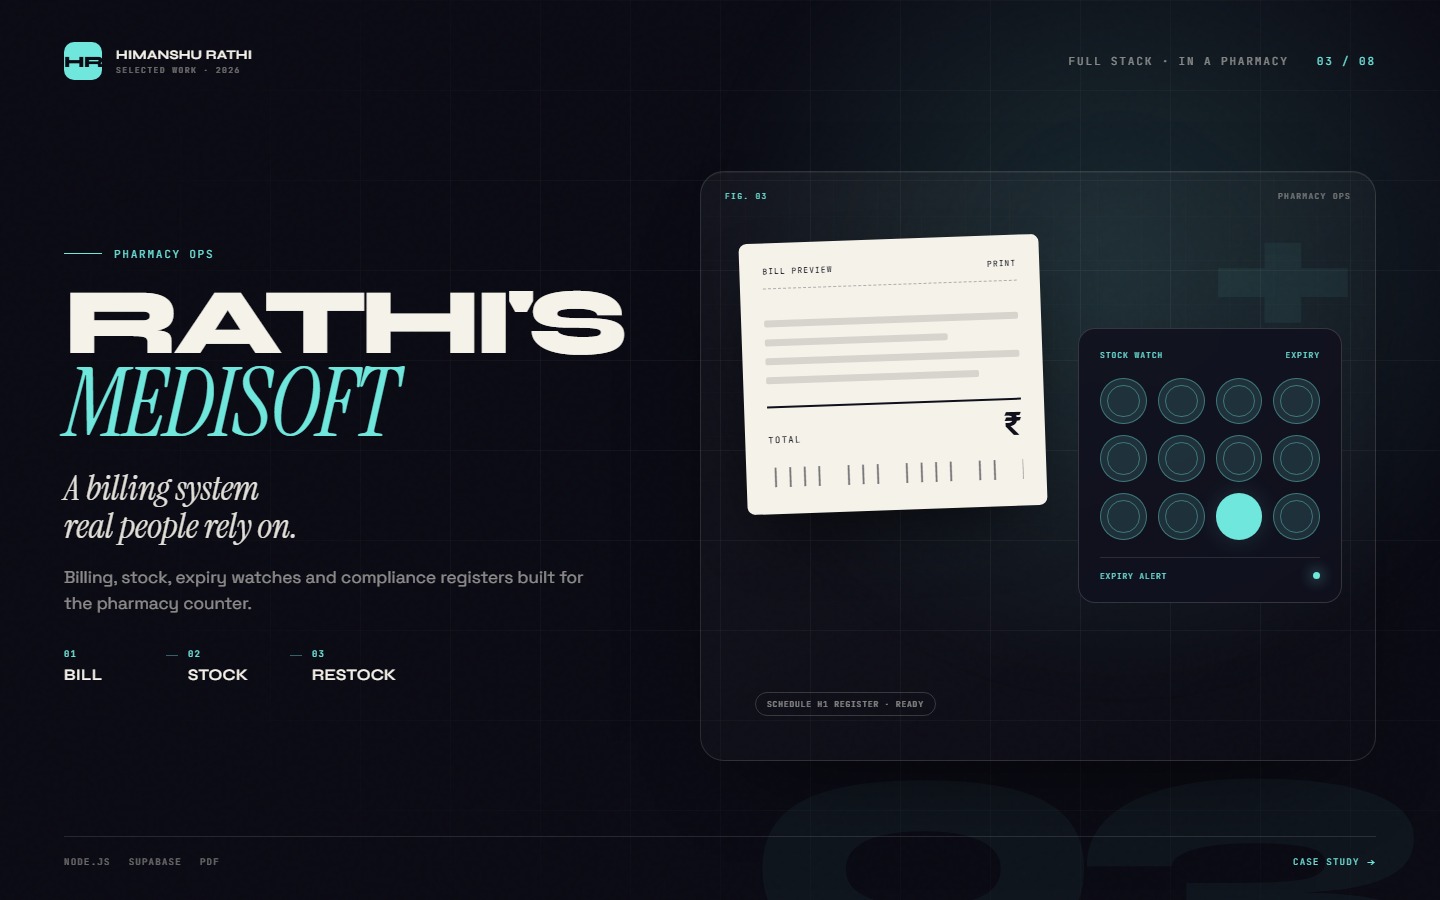 HR
HIMANSHU RATHI
SELECTED WORK · 2026
FULL STACK · IN A PHARMACY 03 / 08
PHARMACY OPS
RATHI'S
MEDISOFT
A billing system
real people rely on.
Billing, stock, expiry watches and compliance registers built for
the pharmacy counter.
01
BILL
02
STOCK
03
RESTOCK
FIG. 03
PHARMACY OPS
BILL PREVIEW
PRINT
TOTAL
₹
STOCK WATCH
EXPIRY
EXPIRY ALERT
SCHEDULE H1 REGISTER · READY
03
NODE.JS SUPABASE PDF
CASE STUDY →